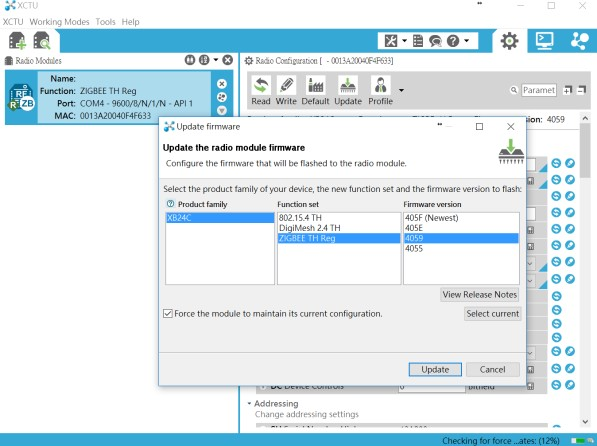 XCTU
XCTU Working Modes Tools Help
Radio Modules
Radio Configuration [ - 0013A20040F4F633]
Name:
Function: ZIGBEE TH Reg
Port: COM4 - 9600/8/N/1/N - API 1
MAC: 0013A20040F4F633
RF
R ZB
Read Write Default Update Profile
Paramet
ion: 4059
Update firmware
Update the radio module firmware
Configure the firmware that will be flashed to the radio module.
Select the product family of your device, the new function set and the firmware version to flash:
Product family Function set Firmware version
XB24C 802.15.4 TH 405F (Newest)
DigiMesh 2.4 TH 405E
ZIGBEE TH Reg 4059
4055
View Release Notes
Force the module to maintain its current configuration.
Select current
Update Cancel
DC Device Controls 0 bitfield
Addressing
Change addressing settings
Checking for force ...ates: (12%)